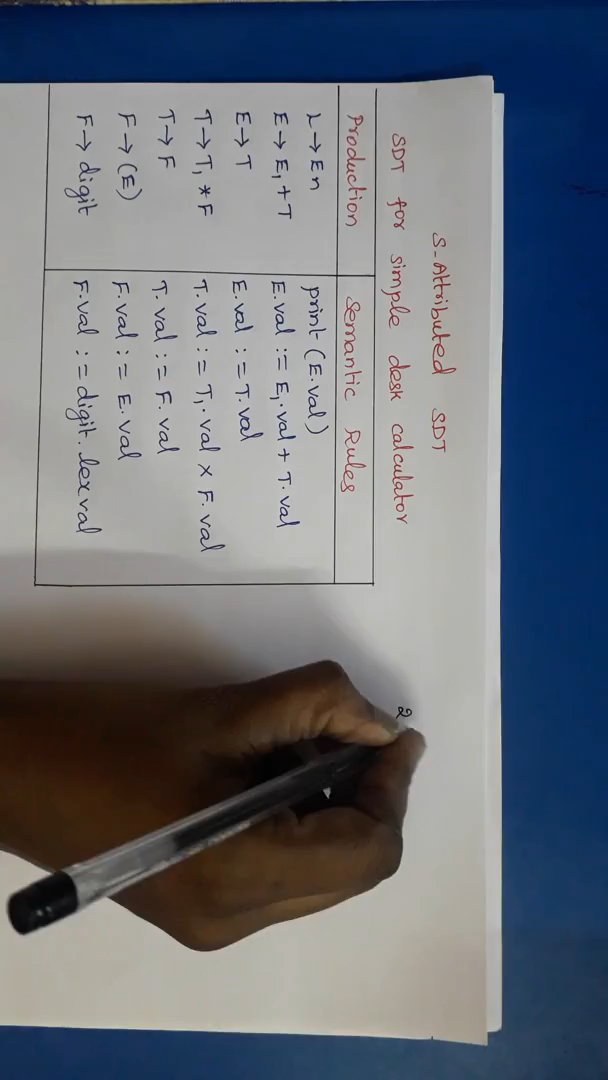 S-Attributed SDT
SDT for simple desk calculator
Production Semantic Rules
L → En print (E.val)
E → E₁ + T E.val := E₁.val + T.val
E → T E.val := T.val
T → T₁ * F T.val := T₁.val × F.val
T → F T.val := F.val
F → (E) F.val := E.val
F → digit F.val := digit.lexval
2